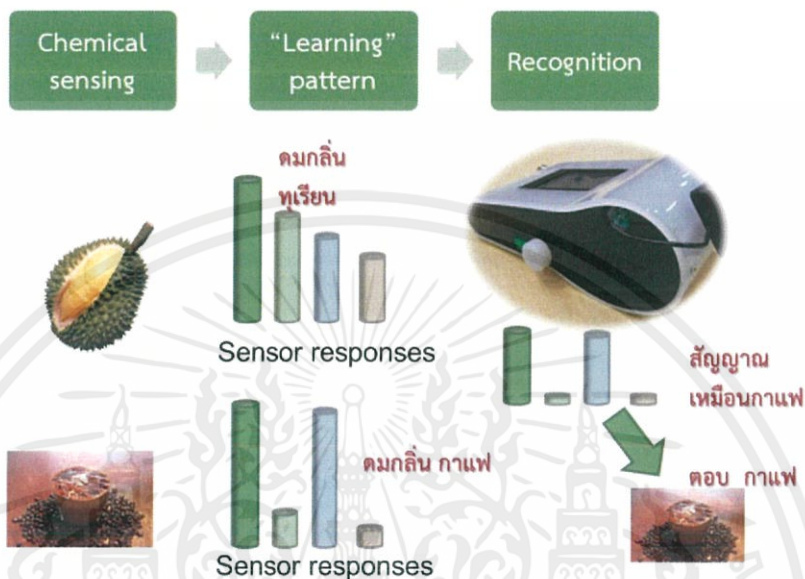 Chemical
sensing
“Learning”
pattern
Recognition
ดมกลิ่น
ทุเรียน
Sensor responses
สัญญาณ
เหมือนกาแฟ
ดมกลิ่น กาแฟ
ตอบ กาแฟ
Sensor responses